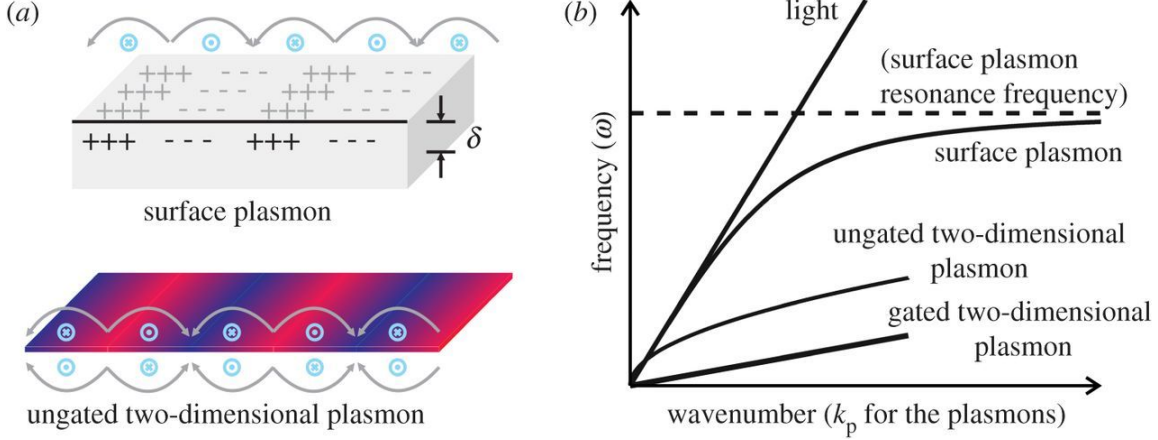 (a)
+++ - - - +++ - - -
+++ - - - +++ - - -
+++ - - - +++ - - -
+++ - - - +++ - - -
δ
surface plasmon
ungated two-dimensional plasmon
(b)
light
(surface plasmon
resonance frequency)
surface plasmon
ungated two-dimensional
plasmon
gated two-dimensional
plasmon
frequency (ω)
wavenumber (kp for the plasmons)